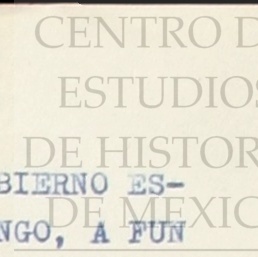 CENTRO D
ESTUDIOS
DE HISTOR
BIERNO ES-
DE MEXIC
NGO, A FUN